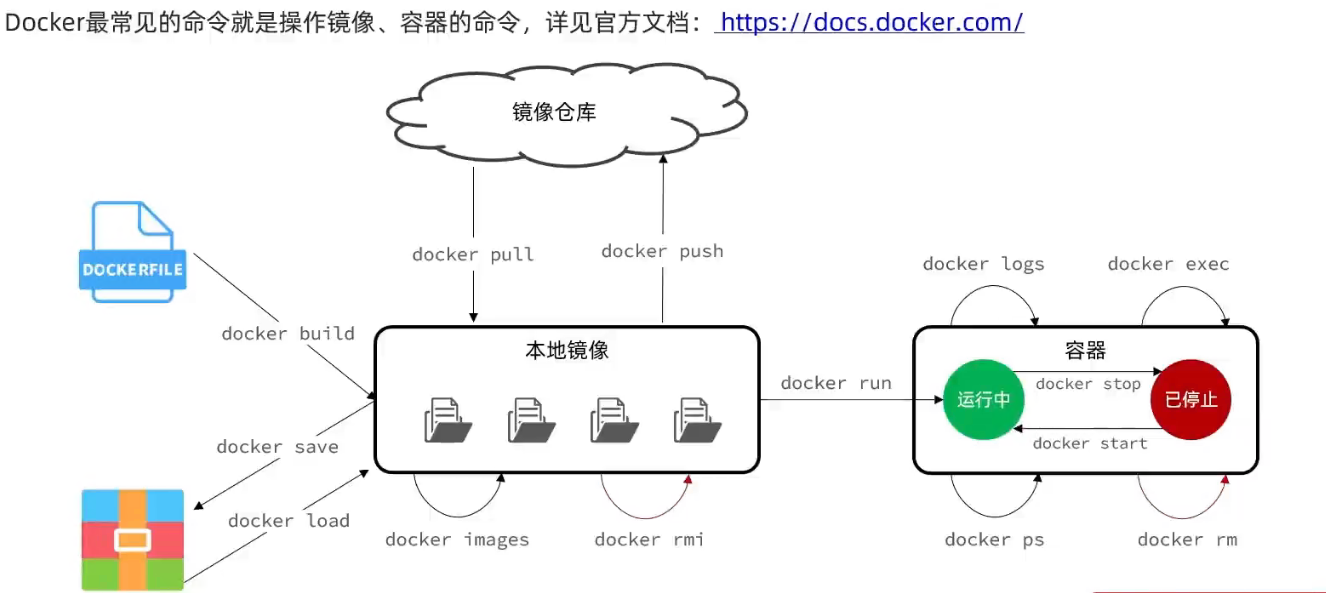 Docker最常见的命令就是操作镜像、容器的命令，详见官方文档： https://docs.docker.com/
镜像仓库
docker pull
docker push
DOCKERFILE
docker build
docker logs
docker exec
本地镜像
容器
docker run
运行中
docker stop
已停止
docker start
docker save
docker load
docker images
docker rmi
docker ps
docker rm